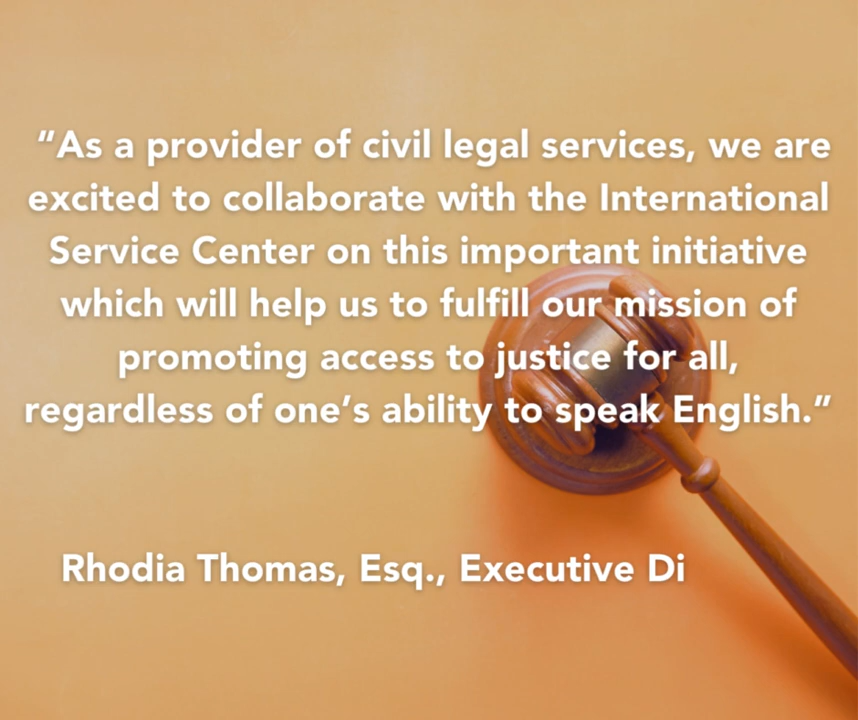 “As a provider of civil legal services, we are
excited to collaborate with the International
Service Center on this important initiative
which will help us to fulfill our mission of
promoting access to justice for all,
regardless of one’s ability to speak English.”
Rhodia Thomas, Esq., Executive Di